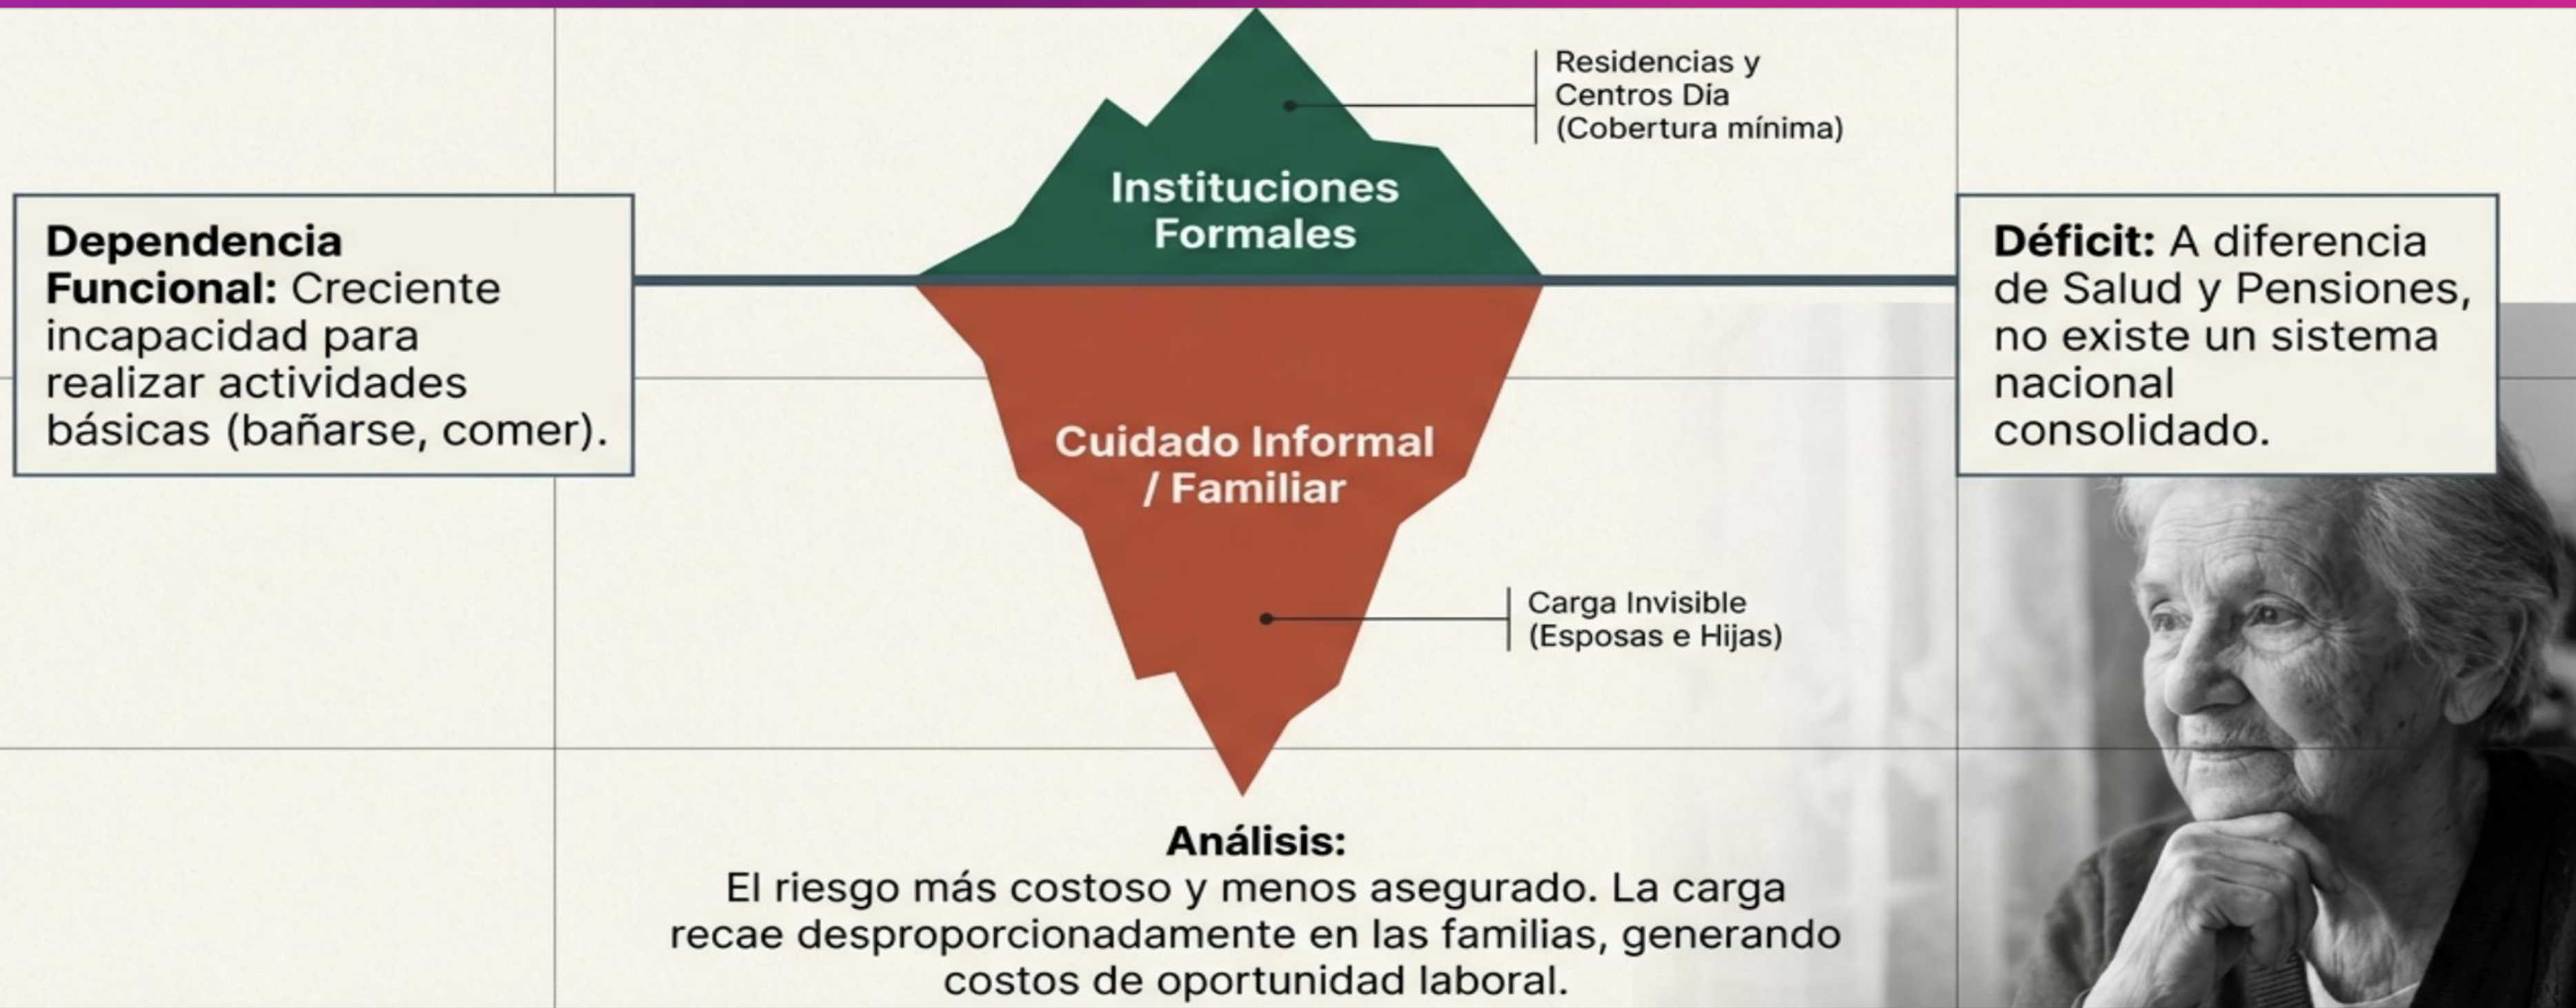 Residencias y
Centros Día
(Cobertura mínima)
Instituciones
Formales
Dependencia
Funcional: Creciente
incapacidad para
realizar actividades
básicas (bañarse, comer).
Déficit: A diferencia
de Salud y Pensiones,
no existe un sistema
nacional
consolidado.
Cuidado Informal
/ Familiar
Carga Invisible
(Esposas e Hijas)
Análisis:
El riesgo más costoso y menos asegurado. La carga
recae desproporcionadamente en las familias, generando
costos de oportunidad laboral.